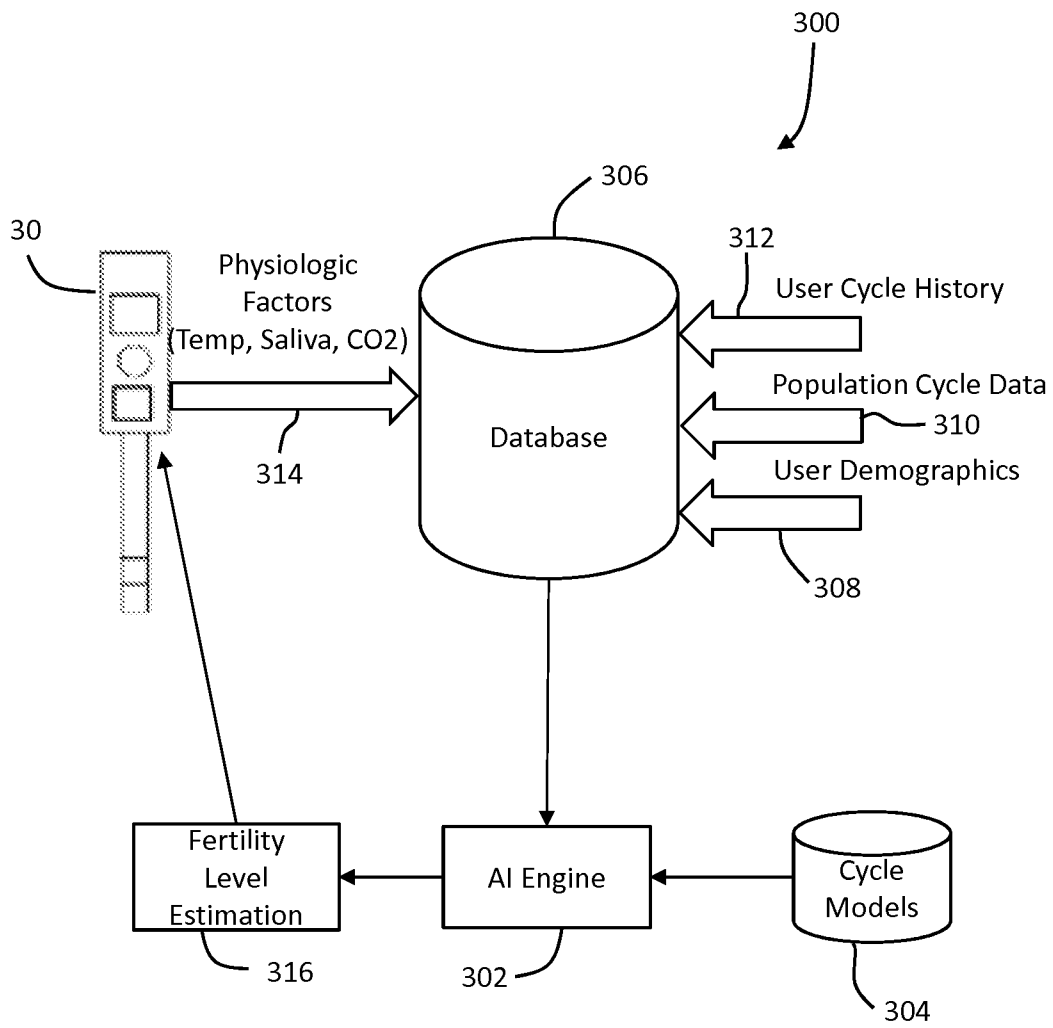 300
306
30
312
Physiologic
Factors
(Temp, Saliva, CO2)
User Cycle History
Population Cycle Data
310
Database
314
User Demographics
308
Fertility
Level
Estimation
AI Engine
Cycle
Models
316
302
304